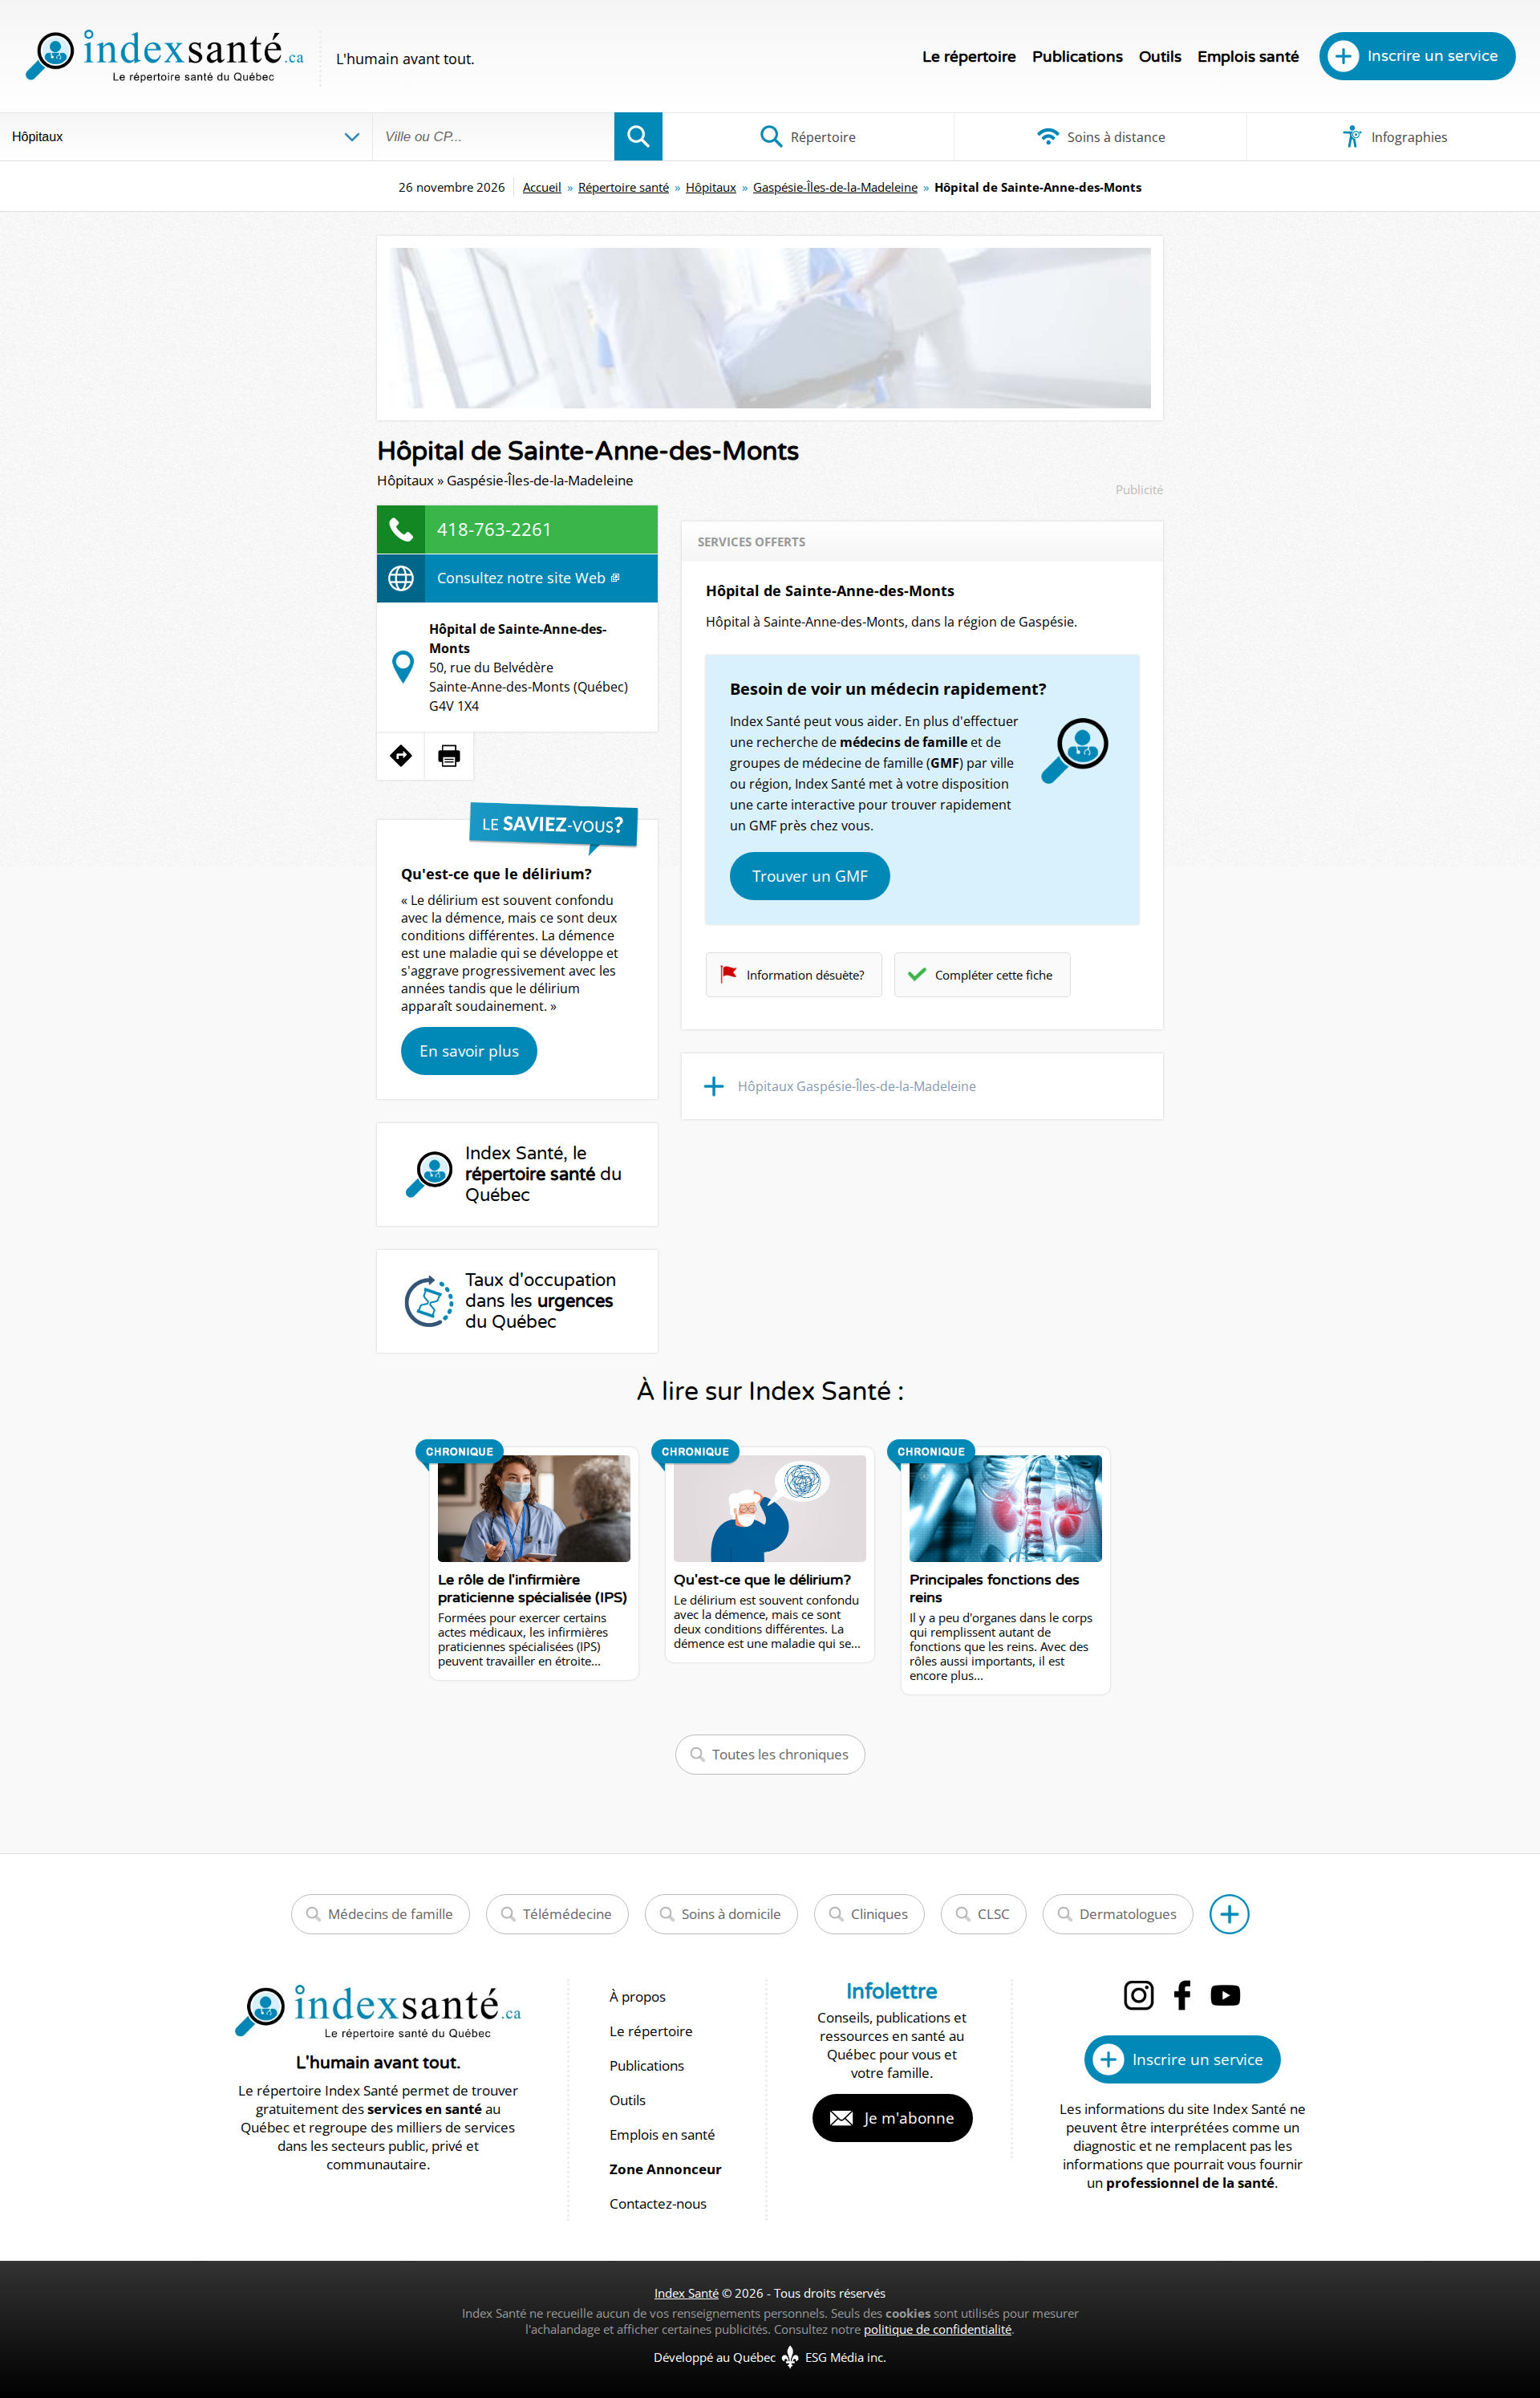 indexsanté.ca
Le répertoire santé du Québec
L'humain avant tout.
Le répertoire
Publications
Outils
Emplois santé
Inscrire un service
Hôpitaux
Ville ou CP...
Répertoire
Soins à distance
Infographies
26 novembre 2026
Accueil » Répertoire santé » Hôpitaux » Gaspésie-Îles-de-la-Madeleine » Hôpital de Sainte-Anne-des-Monts
Hôpital de Sainte-Anne-des-Monts
Hôpitaux » Gaspésie-Îles-de-la-Madeleine
Publicité
418-763-2261
Consultez notre site Web
Hôpital de Sainte-Anne-des-
Monts
50, rue du Belvédère
Sainte-Anne-des-Monts (Québec)
G4V 1X4
LE SAVIEZ-VOUS?
Qu'est-ce que le délirium?
« Le délirium est souvent confondu
avec la démence, mais ce sont deux
conditions différentes. La démence
est une maladie qui se développe et
s'aggrave progressivement avec les
années tandis que le délirium
apparaît soudainement. »
En savoir plus
Index Santé, le
répertoire santé du
Québec
Taux d'occupation
dans les urgences
du Québec
SERVICES OFFERTS
Hôpital de Sainte-Anne-des-Monts
Hôpital à Sainte-Anne-des-Monts, dans la région de Gaspésie.
Besoin de voir un médecin rapidement?
Index Santé peut vous aider. En plus d'effectuer
une recherche de médecins de famille et de
groupes de médecine de famille (GMF) par ville
ou région, Index Santé met à votre disposition
une carte interactive pour trouver rapidement
un GMF près chez vous.
Trouver un GMF
Information désuète?
Compléter cette fiche
Hôpitaux Gaspésie-Îles-de-la-Madeleine
À lire sur Index Santé :
CHRONIQUE
Le rôle de l'infirmière
praticienne spécialisée (IPS)
Formées pour exercer certains
actes médicaux, les infirmières
praticiennes spécialisées (IPS)
peuvent travailler en étroite...
CHRONIQUE
Qu'est-ce que le délirium?
Le délirium est souvent confondu
avec la démence, mais ce sont
deux conditions différentes. La
démence est une maladie qui se...
CHRONIQUE
Principales fonctions des
reins
Il y a peu d'organes dans le corps
qui remplissent autant de
fonctions que les reins. Avec des
rôles aussi importants, il est
encore plus...
Toutes les chroniques
Médecins de famille
Télémédecine
Soins à domicile
Cliniques
CLSC
Dermatologues
indexsanté.ca
Le répertoire santé du Québec
L'humain avant tout.
Le répertoire Index Santé permet de trouver
gratuitement des services en santé au
Québec et regroupe des milliers de services
dans les secteurs public, privé et
communautaire.
À propos
Le répertoire
Publications
Outils
Emplois en santé
Zone Annonceur
Contactez-nous
Infolettre
Conseils, publications et
ressources en santé au
Québec pour vous et
votre famille.
Je m'abonne
Inscrire un service
Les informations du site Index Santé ne
peuvent être interprétées comme un
diagnostic et ne remplacent pas les
informations que pourrait vous fournir
un professionnel de la santé.
Index Santé © 2026 - Tous droits réservés
Index Santé ne recueille aucun de vos renseignements personnels. Seuls des cookies sont utilisés pour mesurer
l'achalandage et afficher certaines publicités. Consultez notre politique de confidentialité.
Développé au Québec ESG Média inc.